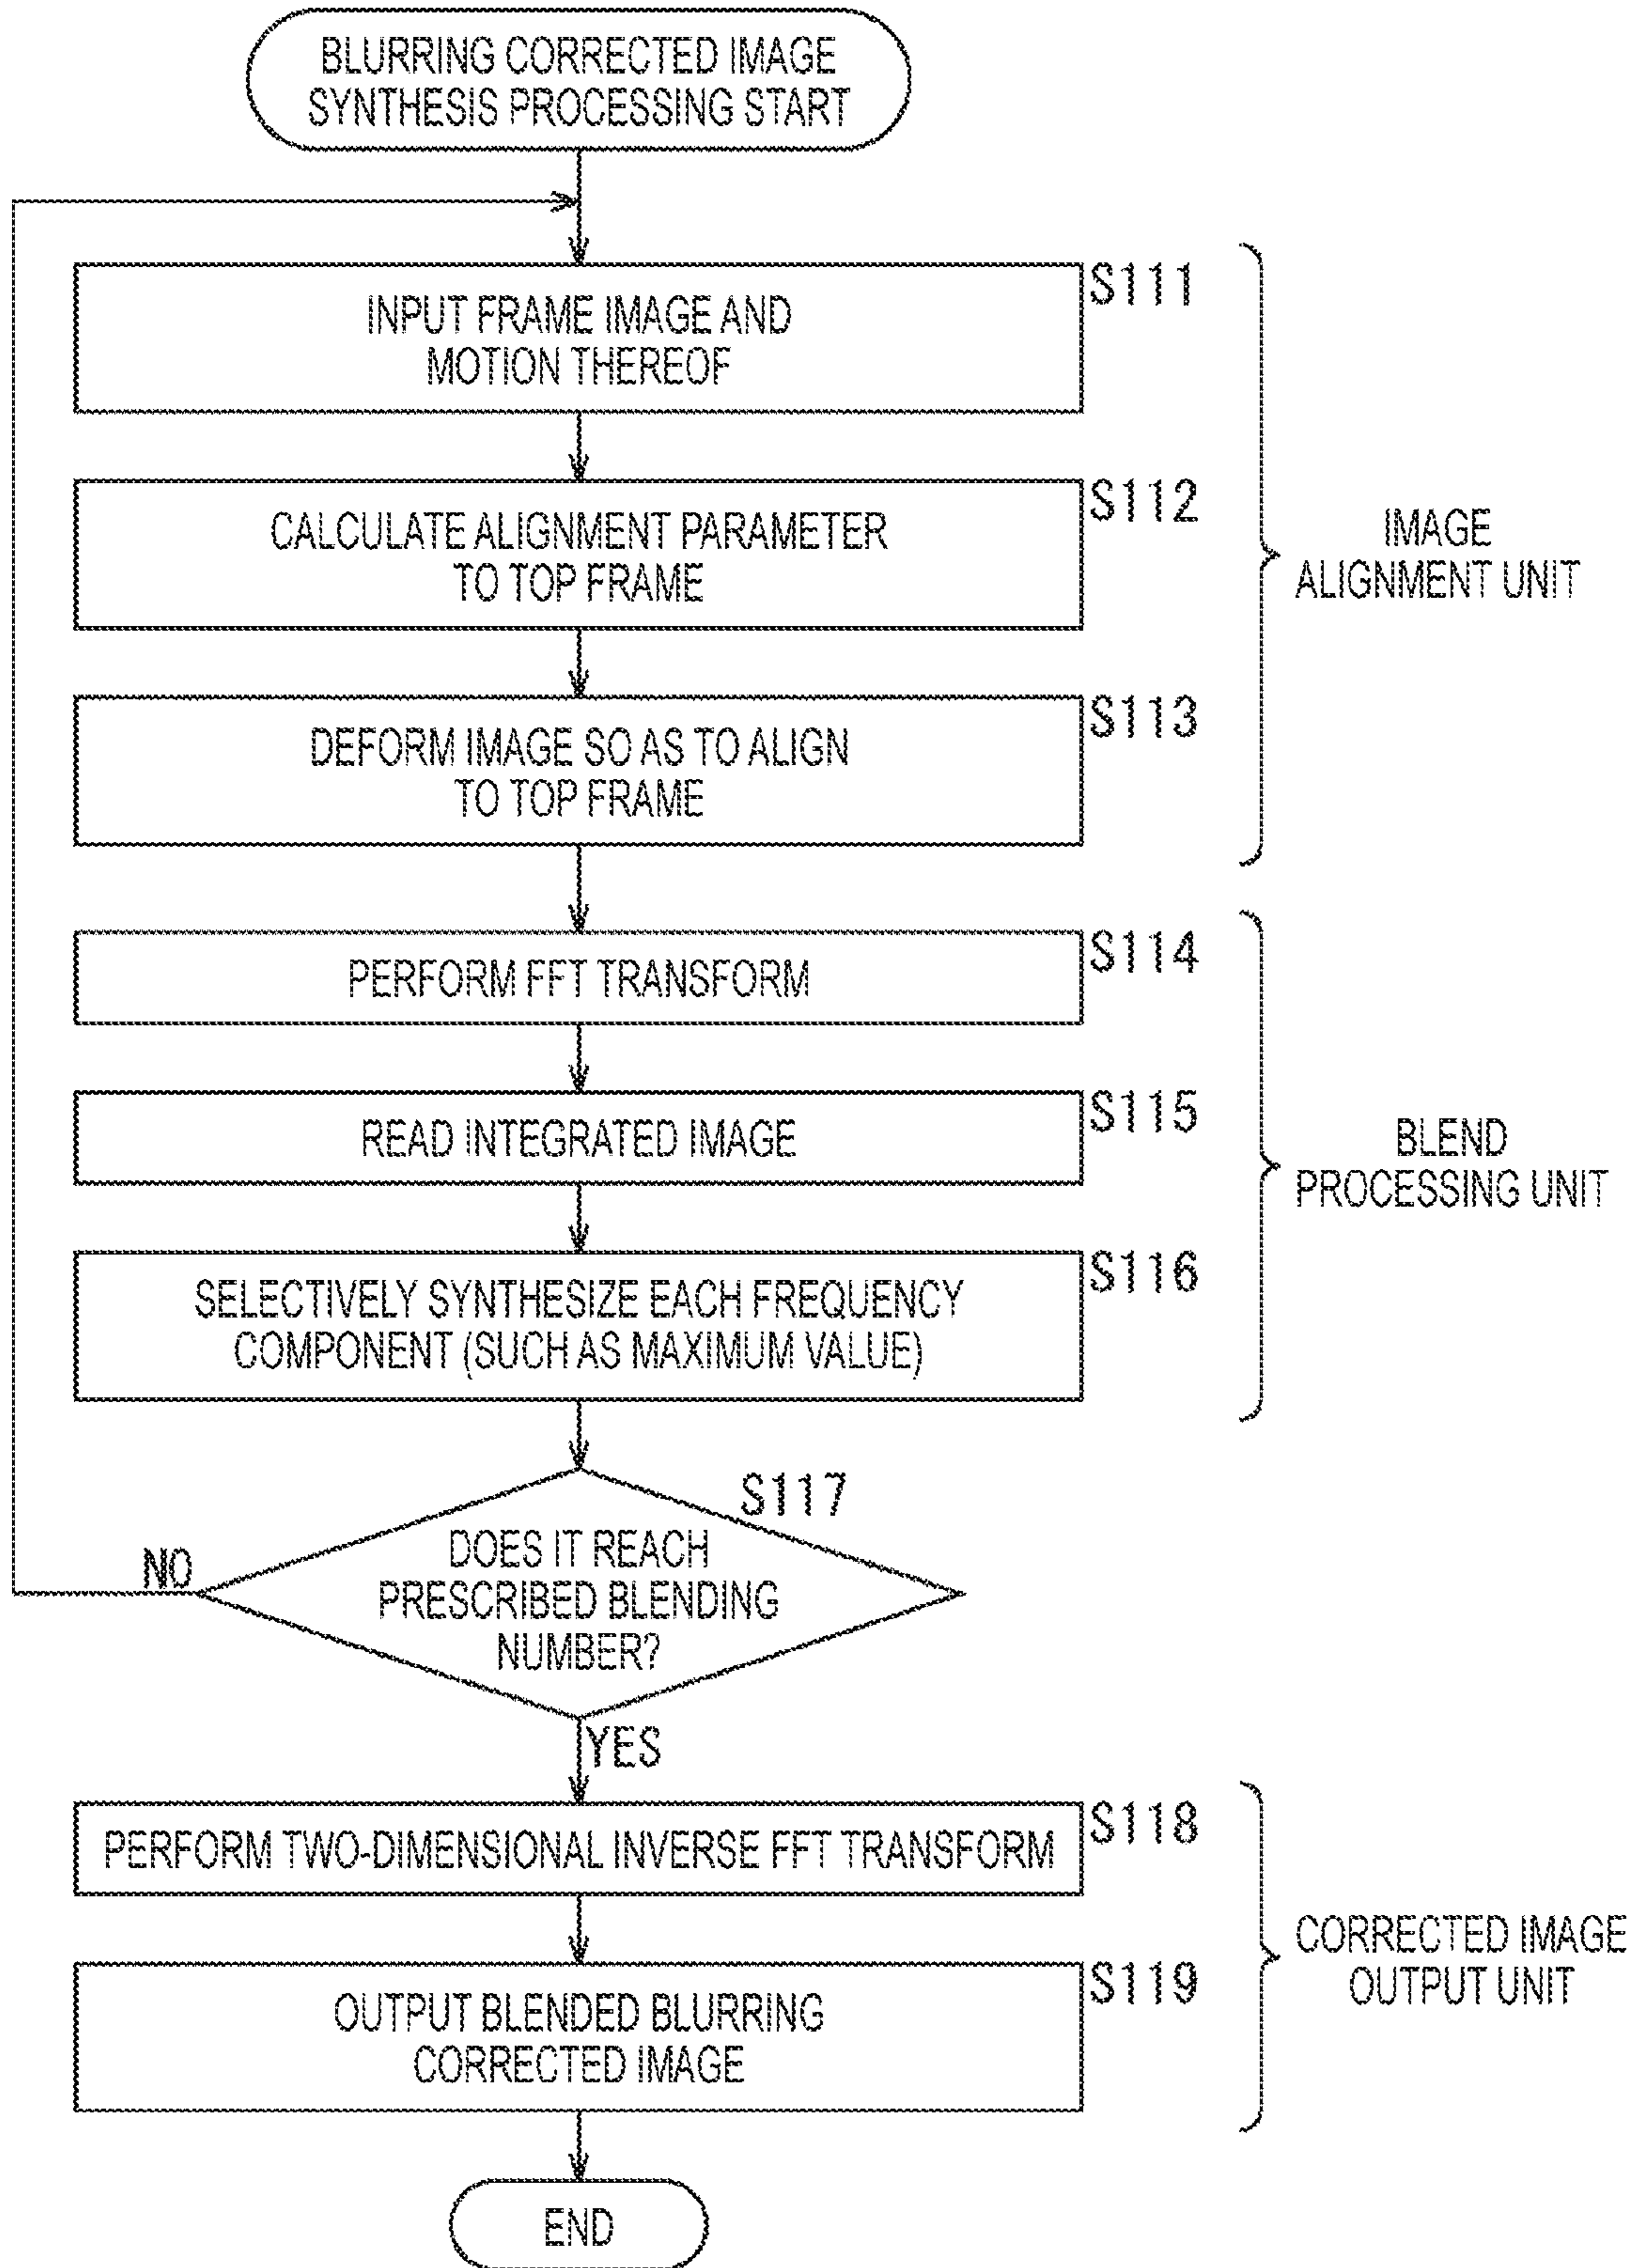 BLURRING CORRECTED IMAGE
SYNTHESIS PROCESSING START
S111
INPUT FRAME IMAGE AND
MOTION THEREOF
S112
CALCULATE ALIGNMENT PARAMETER
TO TOP FRAME
IMAGE
ALIGNMENT UNIT
S113
DEFORM IMAGE SO AS TO ALIGN
TO TOP FRAME
S114
PERFORM FFT TRANSFORM
S115
READ INTEGRATED IMAGE
BLEND
PROCESSING UNIT
S116
SELECTIVELY SYNTHESIZE EACH FREQUENCY
COMPONENT (SUCH AS MAXIMUM VALUE)
S117
DOES IT REACH
PRESCRIBED BLENDING
NUMBER?
NO
YES
S118
PERFORM TWO-DIMENSIONAL INVERSE FFT TRANSFORM
CORRECTED IMAGE
OUTPUT UNIT
S119
OUTPUT BLENDED BLURRING
CORRECTED IMAGE
END